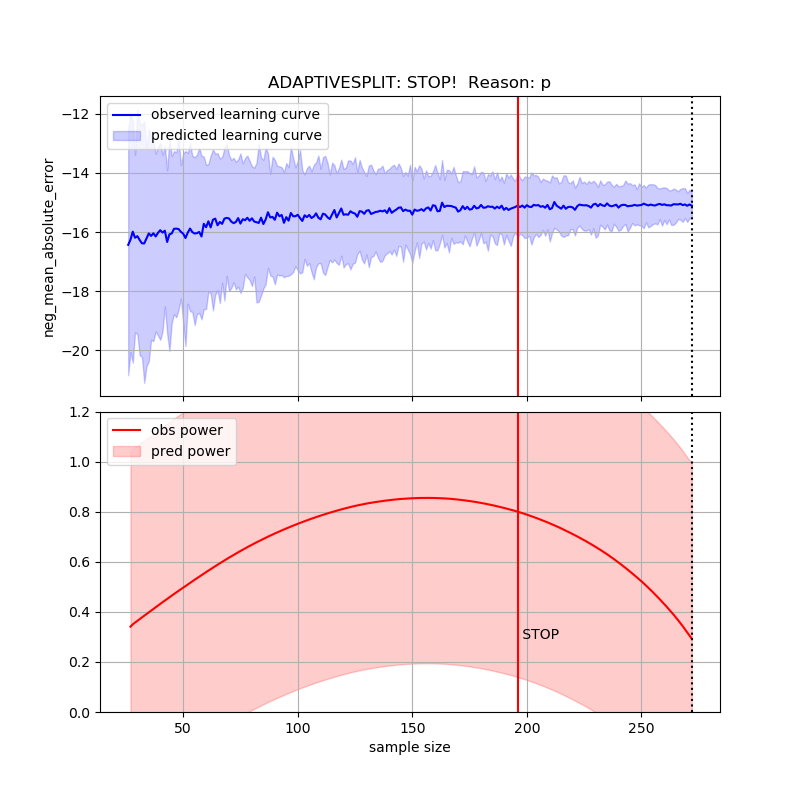 ADAPTIVESPLIT: STOP!  Reason: p
observed learning curve
predicted learning curve
neg_mean_absolute_error
−12
−14
−16
−18
−20
obs power
pred power
1.2
1.0
0.8
0.6
0.4
0.2
0.0
STOP
50
100
150
200
250
sample size